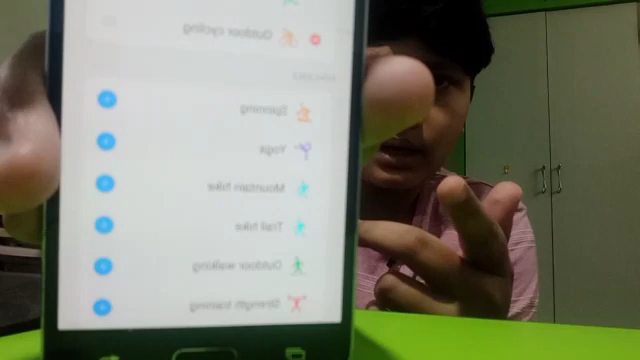 Outdoor cycling
Spinning
Yoga
Mountain hike
Trail hike
Outdoor walking
Strength training